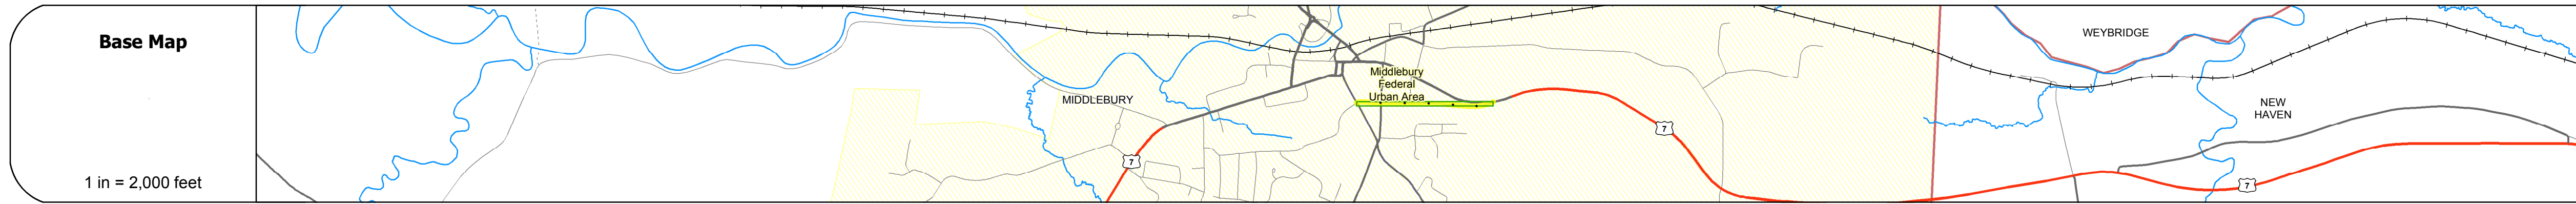 Base Map
1 in = 2,000 feet
MIDDLEBURY
7
Middlebury
Federal
Urban Area
7
WEYBRIDGE
NEW
HAVEN
7